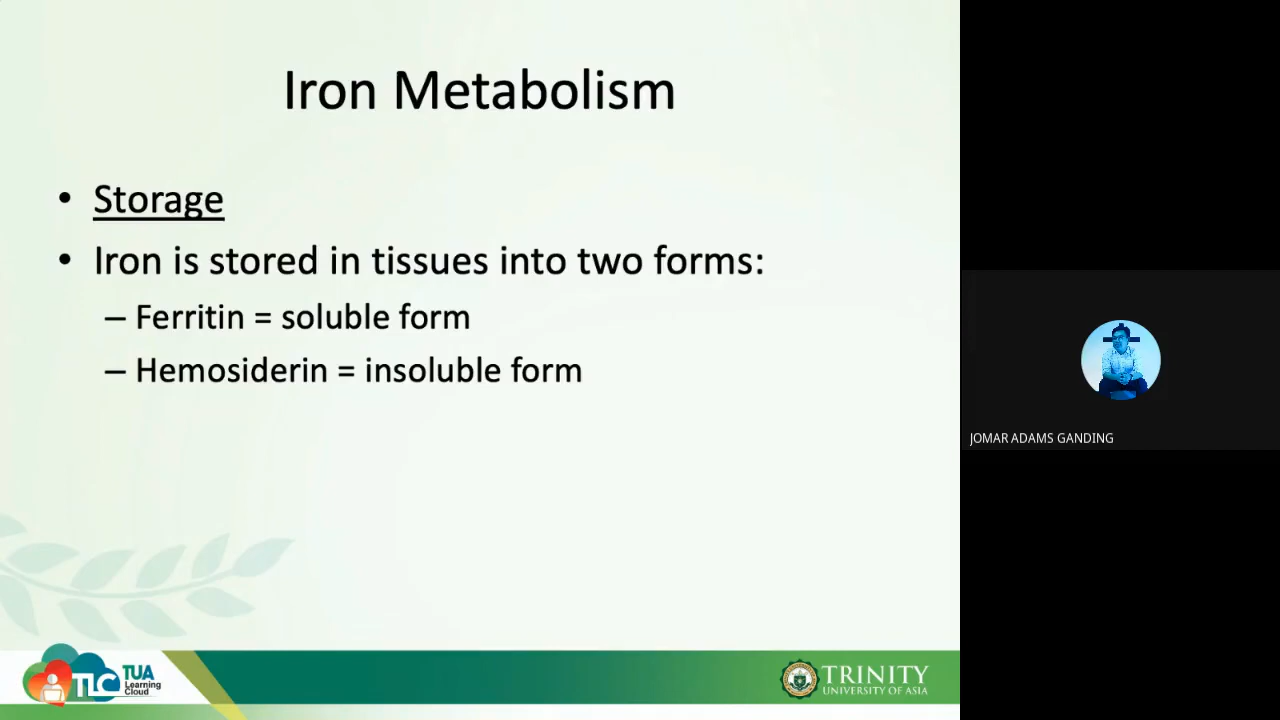 Iron Metabolism
• Storage
• Iron is stored in tissues into two forms:
– Ferritin = soluble form
– Hemosiderin = insoluble form
JOMAR ADAMS GANDING
TLC
TUA
Learning
Cloud
TRINITY
UNIVERSITY OF ASIA